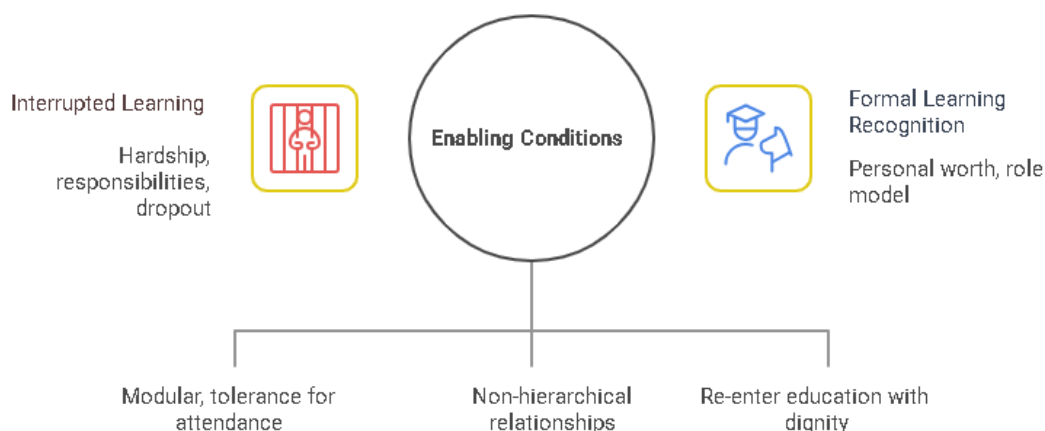 Interrupted Learning
Hardship,
responsibilities,
dropout
Enabling Conditions
Formal Learning
Recognition
Personal worth, role
model
Modular, tolerance for
attendance
Non-hierarchical
relationships
Re-enter education with
dignity